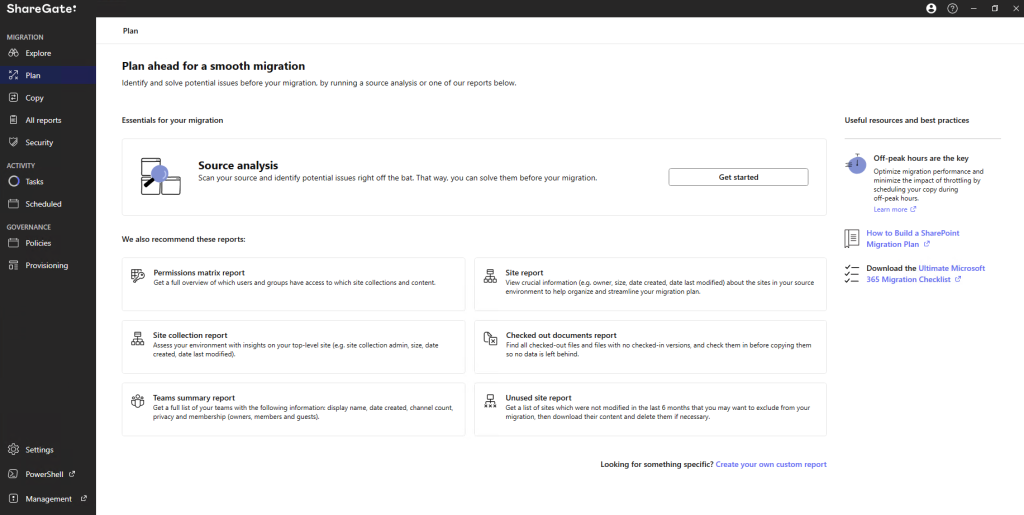 ShareGate
MIGRATION
Explore
Plan
Copy
All reports
Security
ACTIVITY
Tasks
Scheduled
GOVERNANCE
Policies
Provisioning
Settings
PowerShell
Management
Plan
Plan ahead for a smooth migration
Identify and solve potential issues before your migration, by running a source analysis or one of our reports below.
Essentials for your migration
Source analysis
Scan your source and identify potential issues right off the bat. That way, you can solve them before your migration.
Get started
We also recommend these reports:
Permissions matrix report
Get a full overview of which users and groups have access to which site collections and content.
Site report
View crucial information (e.g. owner, size, date created, date last modified) about the sites in your source
environment to help organize and streamline your migration plan.
Site collection report
Assess your environment with insights on your top-level site (e.g. site collection admin, size, date
created, date last modified).
Checked out documents report
Find all checked-out files and files with no checked-in versions, and check them in before copying them
so no data is left behind.
Teams summary report
Get a full list of your teams with the following information: display name, date created, channel count,
privacy and membership (owners, members and guests).
Unused site report
Get a list of sites which were not modified in the last 6 months that you may want to exclude from your
migration, then download their content and delete them if necessary.
Looking for something specific? Create your own custom report
Useful resources and best practices
Off-peak hours are the key
Optimize migration performance and
minimize the impact of throttling by
scheduling your copy during
off-peak hours.
Learn more
How to Build a SharePoint
Migration Plan
Download the Ultimate Microsoft
365 Migration Checklist